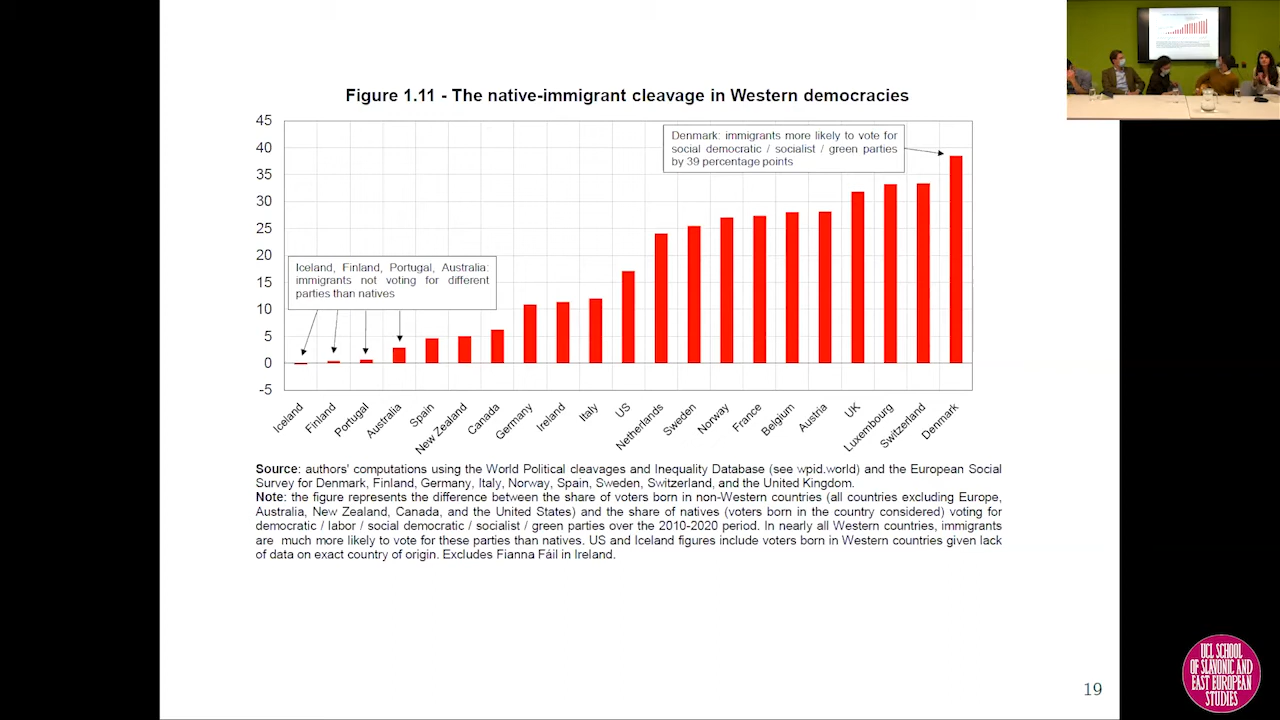 Figure 1.11 - The native-immigrant cleavage in Western democracies
45
40
35
30
25
20
15
10
5
0
-5
Denmark: immigrants more likely to vote for
social democratic / socialist / green parties
by 39 percentage points
Iceland, Finland, Portugal, Australia:
immigrants not voting for different
parties than natives
Iceland
Finland
Portugal
Australia
Spain
New Zealand
Canada
Germany
Ireland
Italy
US
Netherlands
Sweden
Norway
France
Belgium
Austria
UK
Luxembourg
Switzerland
Denmark
Source: authors' computations using the World Political cleavages and Inequality Database (see wpid.world) and the European Social
Survey for Denmark, Finland, Germany, Italy, Norway, Spain, Sweden, Switzerland, and the United Kingdom.
Note: the figure represents the difference between the share of voters born in non-Western countries (all countries excluding Europe,
Australia, New Zealand, Canada, and the United States) and the share of natives (voters born in the country considered) voting for
democratic / labor / social democratic / socialist / green parties over the 2010-2020 period. In nearly all Western countries, immigrants
are much more likely to vote for these parties than natives. US and Iceland figures include voters born in Western countries given lack
of data on exact country of origin. Excludes Fianna Fáil in Ireland.
19
UCL SCHOOL
OF SLAVONIC AND
EAST EUROPEAN
STUDIES